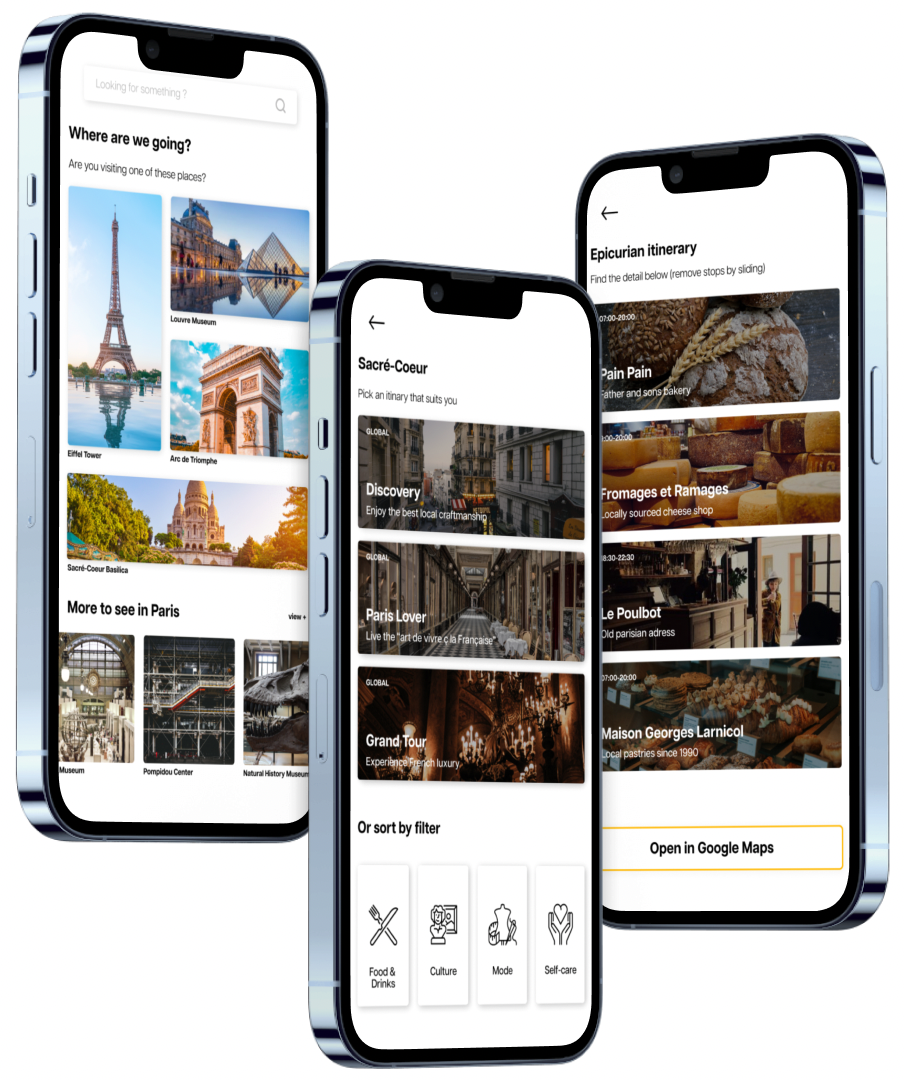 Looking for something ?
Where are we going?
Are you visiting one of these places?
Louvre Museum
Eiffel Tower
Arc de Triomphe
Sacré-Coeur Basilica
More to see in Paris
view +
Museum
Pompidou Center
Natural History Museum
Sacré-Coeur
Pick an itinary that suits you
GLOBAL
Discovery
Enjoy the best local craftmanship
GLOBAL
Paris Lover
Live the "art de vivre ç la Française"
GLOBAL
Grand Tour
Experience French luxury
Or sort by filter
Food &
Drinks
Culture
Mode
Self-care
Epicurian itinerary
Find the detail below (remove stops by sliding)
07:00-20:00
Pain Pain
Father and sons bakery
:00-20:00
Fromages et Ramages
Locally sourced cheese shop
8:30-22:30
Le Poulbot
Old parisian adress
07:00-20:00
Maison Georges Larnicol
Local pastries since 1990
Open in Google Maps